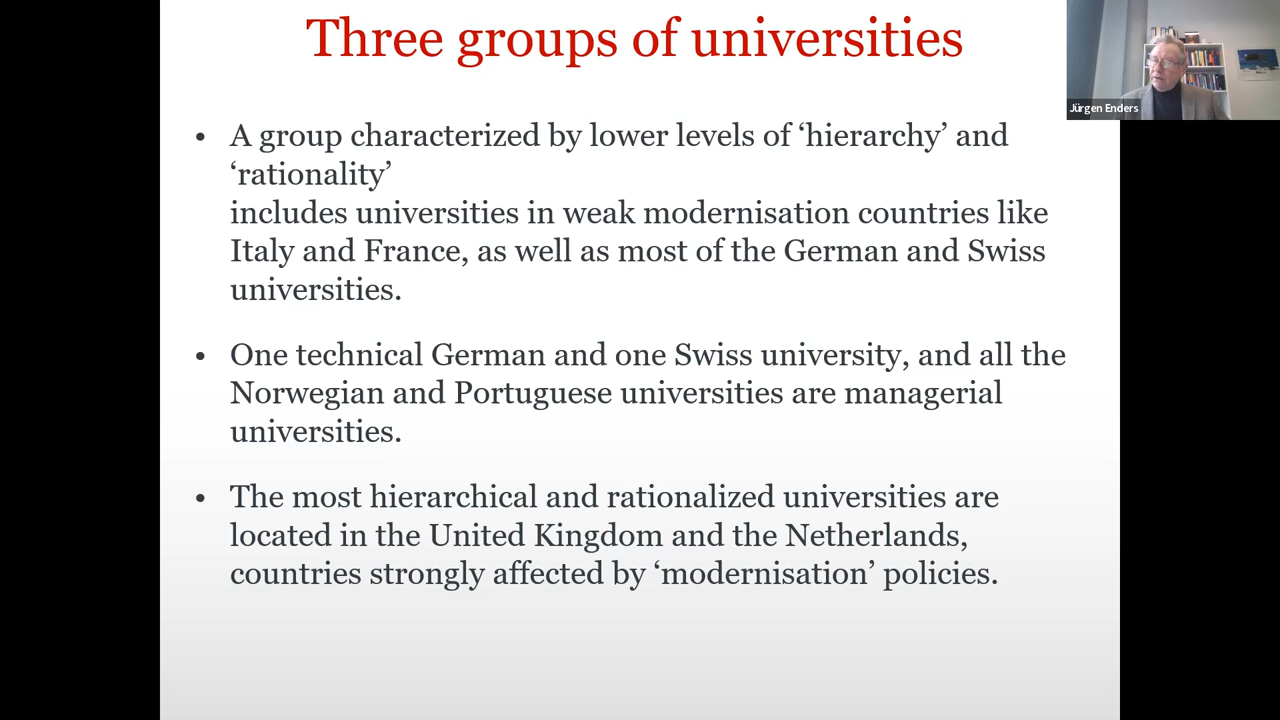 Three groups of universities
Jürgen Enders
• A group characterized by lower levels of ‘hierarchy’ and
‘rationality’
includes universities in weak modernisation countries like
Italy and France, as well as most of the German and Swiss
universities.
• One technical German and one Swiss university, and all the
Norwegian and Portuguese universities are managerial
universities.
• The most hierarchical and rationalized universities are
located in the United Kingdom and the Netherlands,
countries strongly affected by ‘modernisation’ policies.